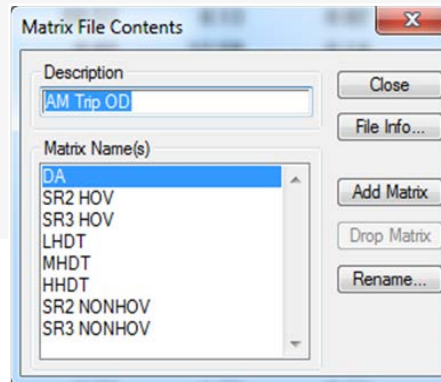 Matrix File Contents
Description
AM Trip OD
Close
File Info...
Matrix Name(s)
DA
SR2 HOV
SR3 HOV
LHDT
MHDT
HHDT
SR2 NONHOV
SR3 NONHOV
Add Matrix
Drop Matrix
Rename...